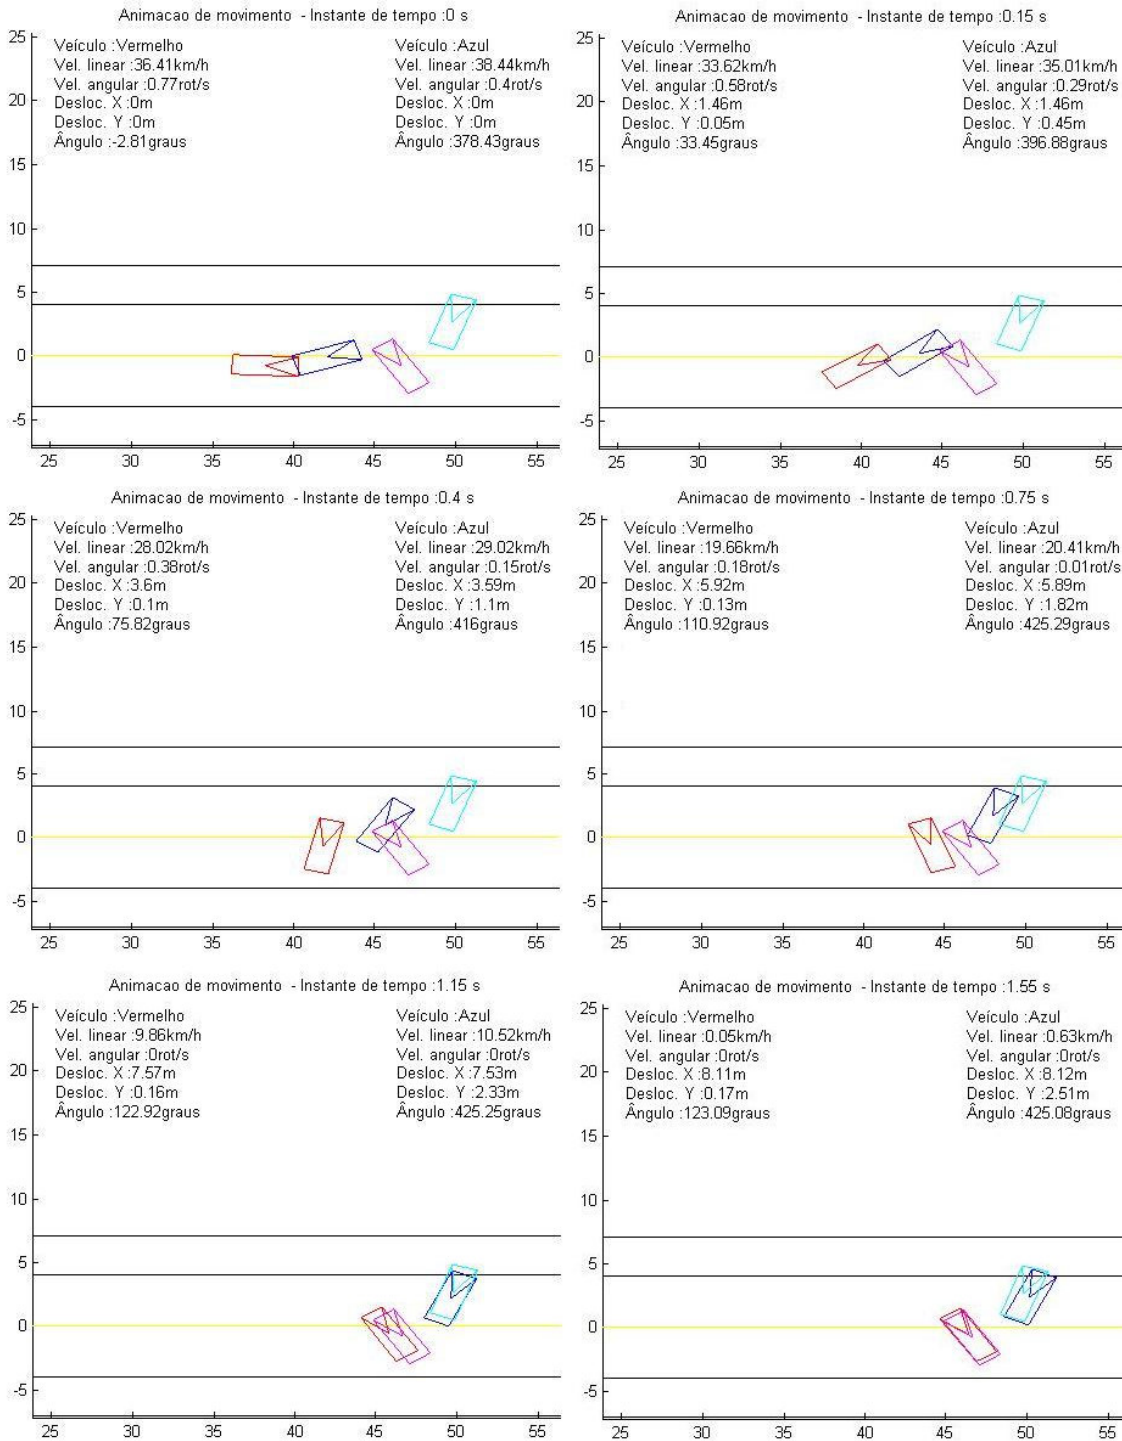 Animacao de movimento - Instante de tempo :0 s
Veículo :Vermelho
Vel. linear :36.41km/h
Vel. angular :0.77rot/s
Desloc. X :0m
Desloc. Y :0m
Ângulo :-2.81graus
Veículo :Azul
Vel. linear :38.44km/h
Vel. angular :0.4rot/s
Desloc. X :0m
Desloc. Y :0m
Ângulo :378.43graus
25
20
15
10
5
0
-5
25 30 35 40 45 50 55
Animacao de movimento - Instante de tempo :0.15 s
Veículo :Vermelho
Vel. linear :33.62km/h
Vel. angular :0.58rot/s
Desloc. X :1.46m
Desloc. Y :0.05m
Ângulo :33.45graus
Veículo :Azul
Vel. linear :35.01km/h
Vel. angular :0.29rot/s
Desloc. X :1.46m
Desloc. Y :0.45m
Ângulo :396.88graus
25
20
15
10
5
0
-5
25 30 35 40 45 50 55
Animacao de movimento - Instante de tempo :0.4 s
Veículo :Vermelho
Vel. linear :28.02km/h
Vel. angular :0.38rot/s
Desloc. X :3.6m
Desloc. Y :0.1m
Ângulo :75.82graus
Veículo :Azul
Vel. linear :29.02km/h
Vel. angular :0.15rot/s
Desloc. X :3.59m
Desloc. Y :1.1m
Ângulo :416graus
25
20
15
10
5
0
-5
25 30 35 40 45 50 55
Animacao de movimento - Instante de tempo :0.75 s
Veículo :Vermelho
Vel. linear :19.66km/h
Vel. angular :0.18rot/s
Desloc. X :5.92m
Desloc. Y :0.13m
Ângulo :110.92graus
Veículo :Azul
Vel. linear :20.41km/h
Vel. angular :0.01rot/s
Desloc. X :5.89m
Desloc. Y :1.82m
Ângulo :425.29graus
25
20
15
10
5
0
-5
25 30 35 40 45 50 55
Animacao de movimento - Instante de tempo :1.15 s
Veículo :Vermelho
Vel. linear :9.86km/h
Vel. angular :0rot/s
Desloc. X :7.57m
Desloc. Y :0.16m
Ângulo :122.92graus
Veículo :Azul
Vel. linear :10.52km/h
Vel. angular :0rot/s
Desloc. X :7.53m
Desloc. Y :2.33m
Ângulo :425.25graus
25
20
15
10
5
0
-5
25 30 35 40 45 50 55
Animacao de movimento - Instante de tempo :1.55 s
Veículo :Vermelho
Vel. linear :0.05km/h
Vel. angular :0rot/s
Desloc. X :8.11m
Desloc. Y :0.17m
Ângulo :123.09graus
Veículo :Azul
Vel. linear :0.63km/h
Vel. angular :0rot/s
Desloc. X :8.12m
Desloc. Y :2.51m
Ângulo :425.08graus
25
20
15
10
5
0
-5
25 30 35 40 45 50 55